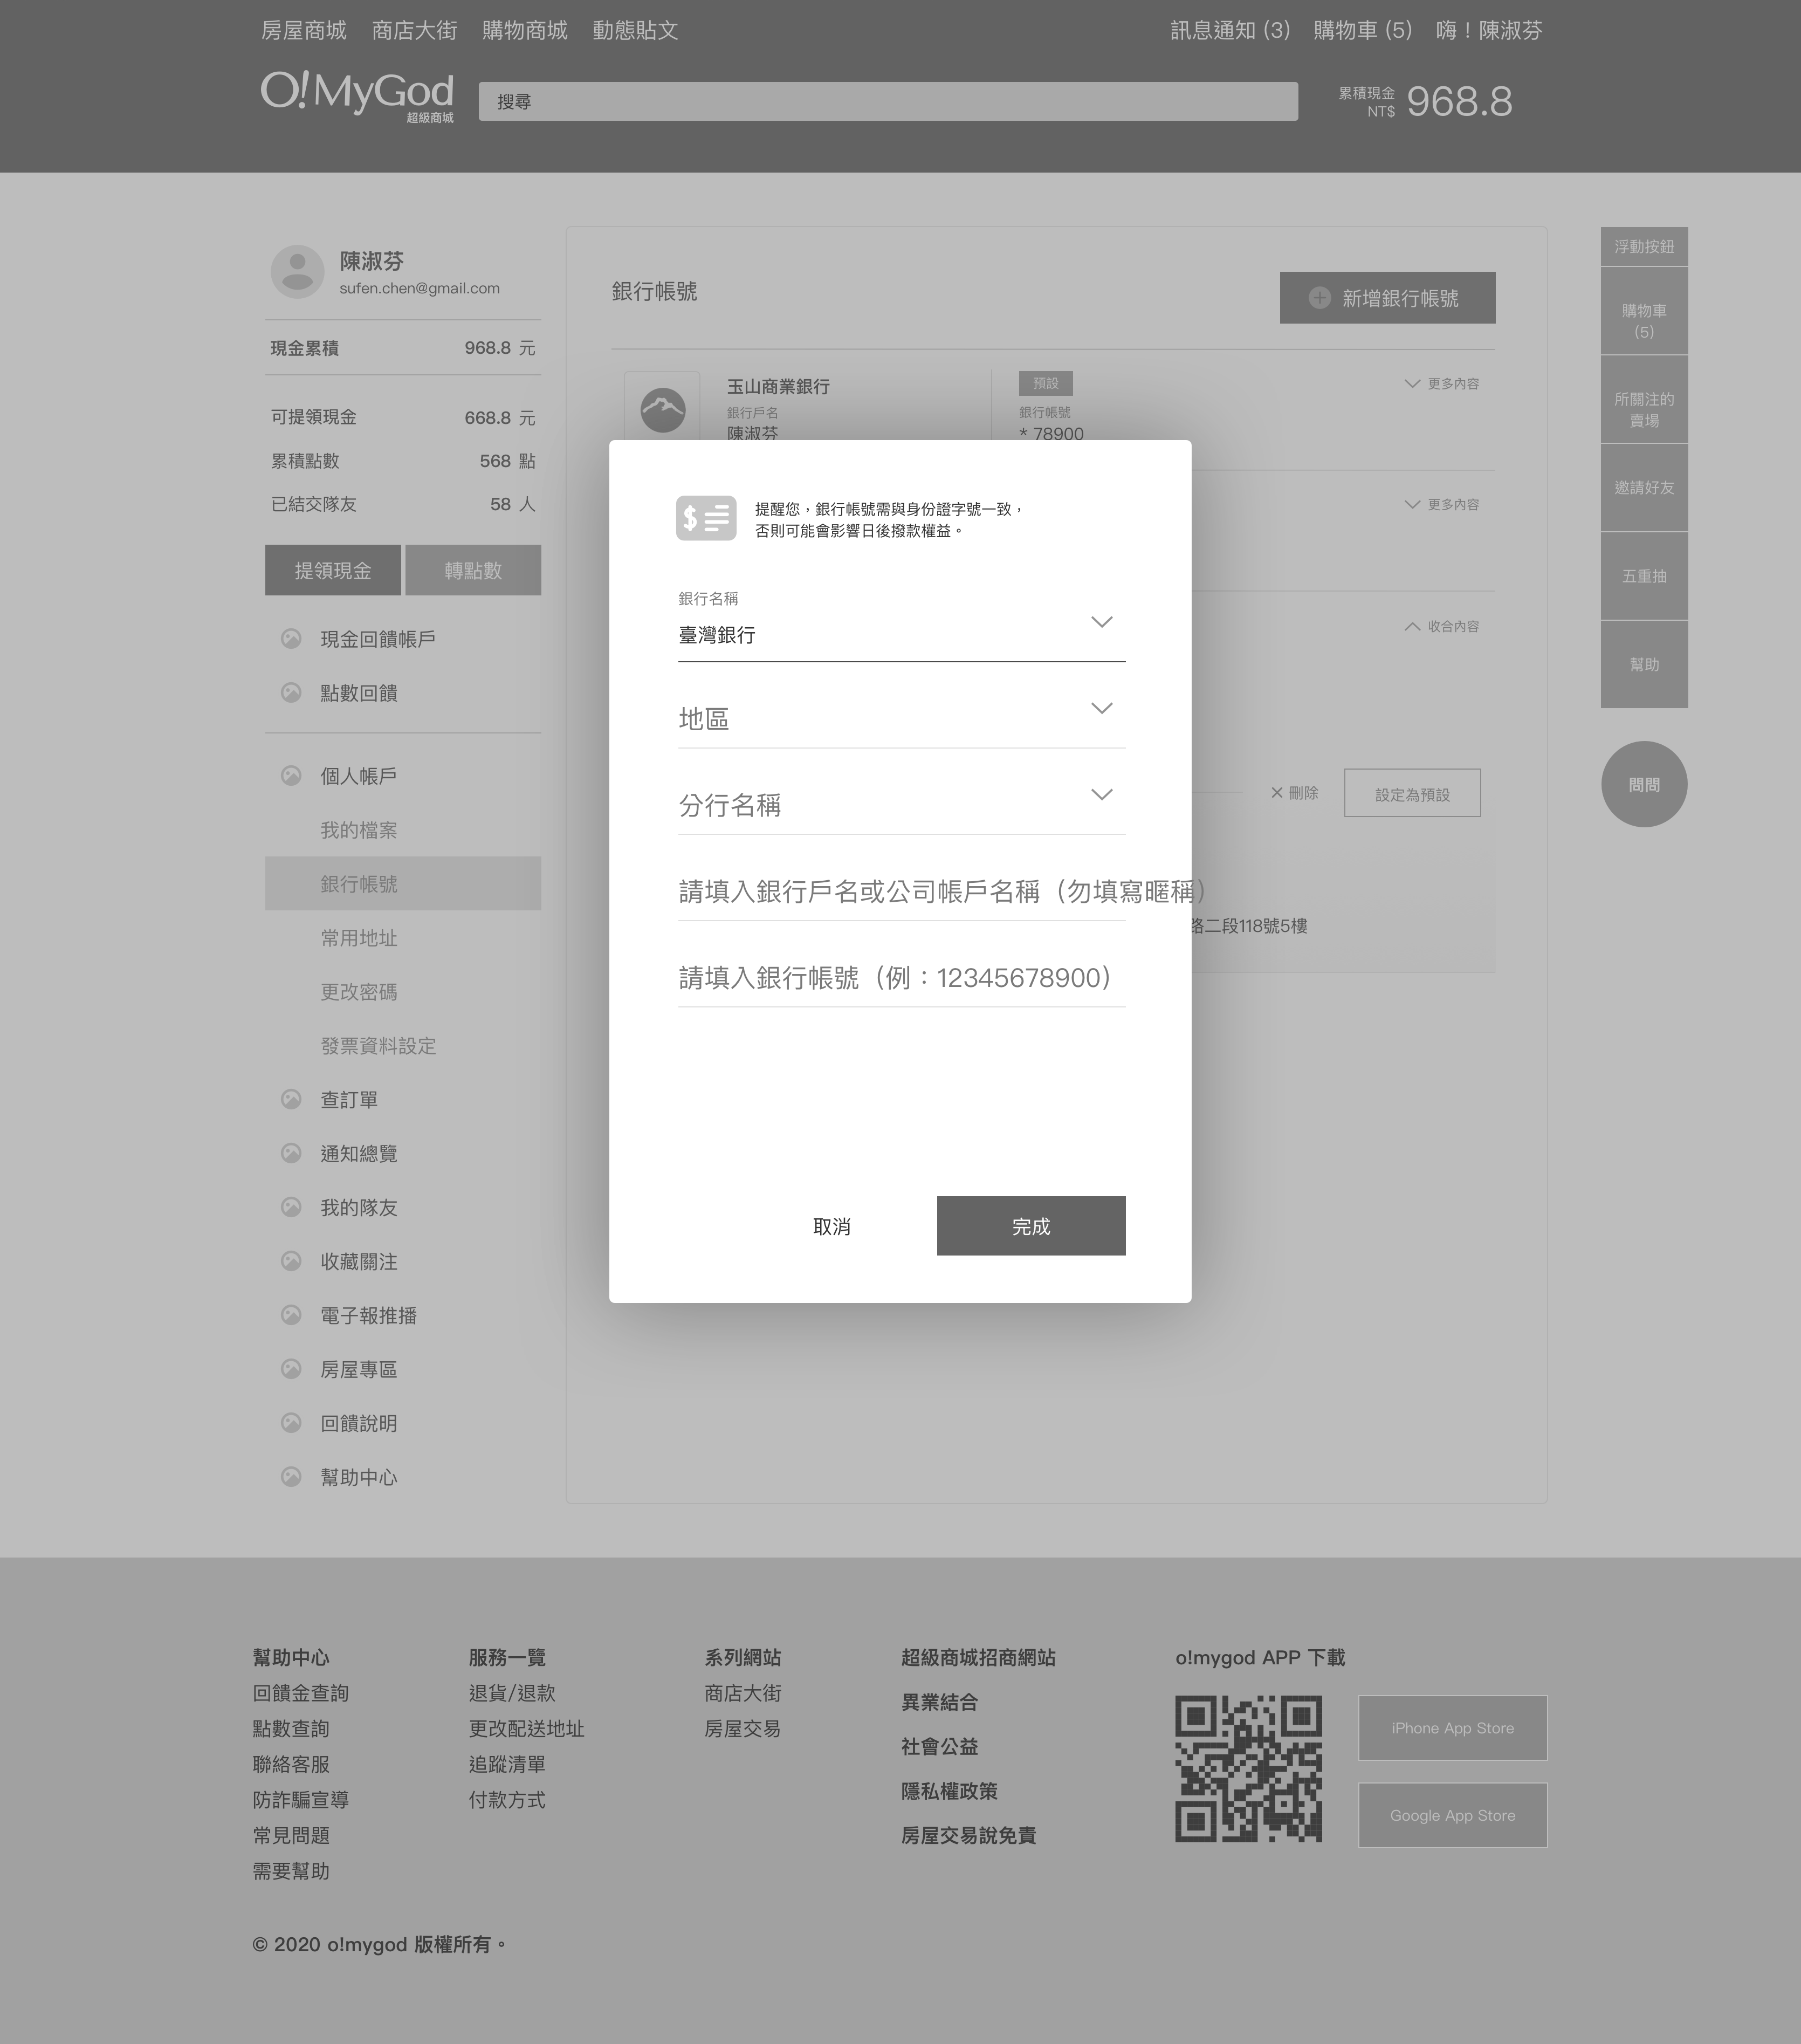 房屋商城 商店大街 購物商城 動態貼文 訊息通知 (3) 購物車 (5) 嗨！陳淑芬
O!MyGod
超級商城
搜尋
累積現金
NT$
968.8
陳淑芬
sufen.chen@gmail.com
現金累積 968.8 元
可提領現金 668.8 元
累積點數 568 點
已結交隊友 58 人
提領現金 轉點數
現金回饋帳戶
點數回饋
個人帳戶
我的檔案
銀行帳號
常用地址
更改密碼
發票資料設定
查訂單
通知總覽
我的隊友
收藏關注
電子報推播
房屋專區
回饋說明
幫助中心
銀行帳號
新增銀行帳號
玉山商業銀行
銀行戶名
陳淑芬
預設
銀行帳號
* 78900
更多內容
更多內容
收合內容
刪除
設定為預設
路二段118號5樓
提醒您，銀行帳號需與身份證字號一致，
否則可能會影響日後撥款權益。
銀行名稱
臺灣銀行
地區
分行名稱
請填入銀行戶名或公司帳戶名稱（勿填寫暱稱）
請填入銀行帳號（例：12345678900）
取消
完成
浮動按鈕
購物車
(5)
所關注的
賣場
邀請好友
五重抽
幫助
問問
幫助中心
回饋金查詢
點數查詢
聯絡客服
防詐騙宣導
常見問題
需要幫助
服務一覽
退貨/退款
更改配送地址
追蹤清單
付款方式
系列網站
商店大街
房屋交易
超級商城招商網站
異業結合
社會公益
隱私權政策
房屋交易說免責
o!mygod APP 下載
iPhone App Store
Google App Store
© 2020 o!mygod 版權所有。